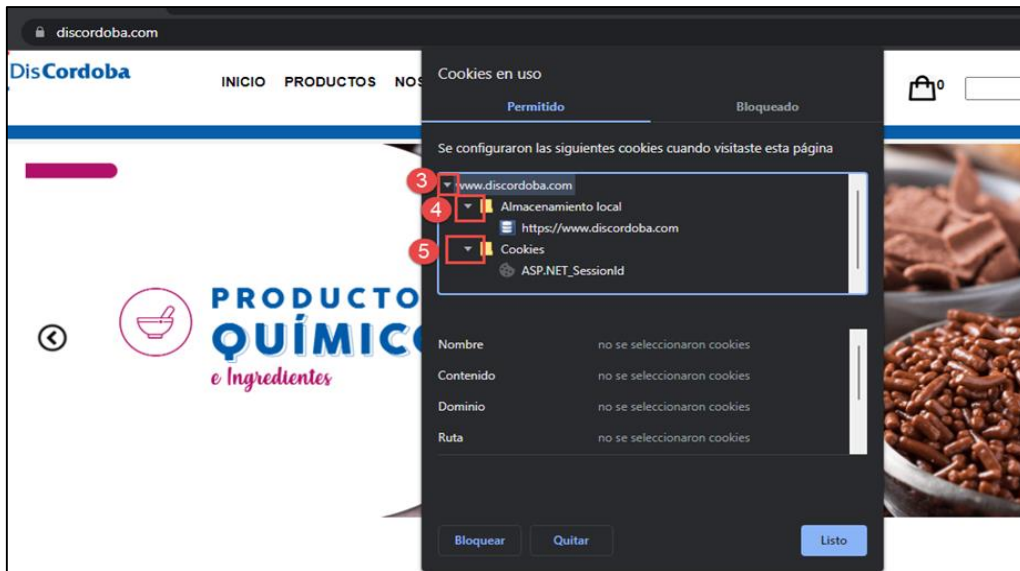 discordoba.com
DisCordoba
INICIO PRODUCTOS NOS
0
Cookies en uso
Permitido Bloqueado
Se configuraron las siguientes cookies cuando visitaste esta página
3 www.discordoba.com
4 Almacenamiento local
https://www.discordoba.com
5 Cookies
ASP.NET_SessionId
PRODUCTO
QUÍMIC
e Ingredientes
Nombre no se seleccionaron cookies
Contenido no se seleccionaron cookies
Dominio no se seleccionaron cookies
Ruta no se seleccionaron cookies
Bloquear Quitar Listo